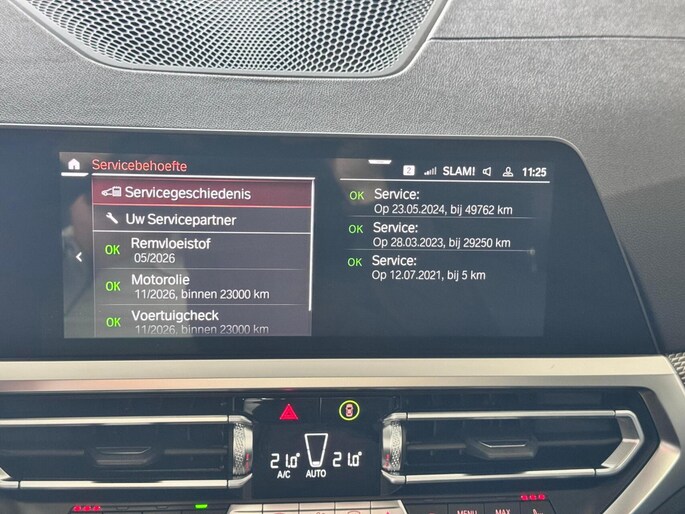 Servicebehoefte
2
SLAM!
11:25
Servicegeschiedenis
Uw Servicepartner
OK Remvloeistof
05/2026
OK Motorolie
11/2026, binnen 23000 km
OK Voertuigcheck
11/2026, binnen 23000 km
OK Service:
Op 23.05.2024, bij 49762 km
OK Service:
Op 28.03.2023, bij 29250 km
OK Service:
Op 12.07.2021, bij 5 km
21.0° 21.0°
A/C AUTO
MENU MAX